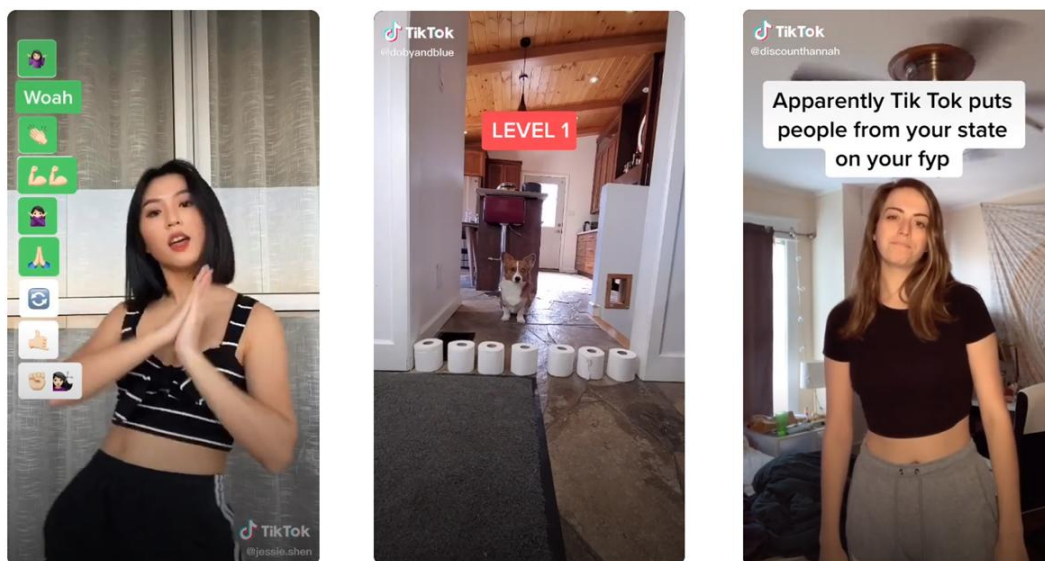 Woah
TikTok
@jessie.shen
TikTok
@dobyandblue
LEVEL 1
TikTok
@discounthannah
Apparently Tik Tok puts
people from your state
on your fyp